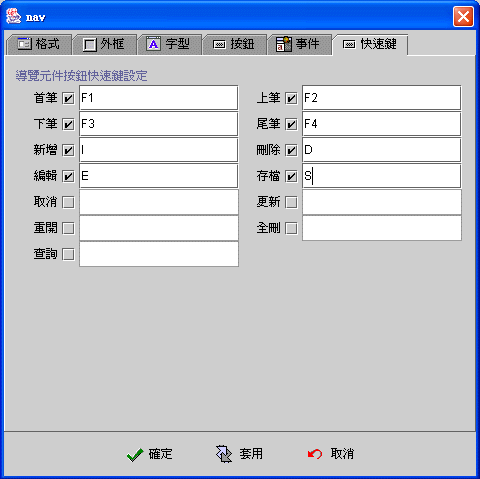 nav
格式 外框 字型 按鈕 事件 快速鍵
導覽元件按鈕快速鍵設定
首筆 F1 上筆 F2
下筆 F3 尾筆 F4
新增 I 刪除 D
編輯 E 存檔 S
取消 更新
重開 全刪
查詢
確定 套用 取消